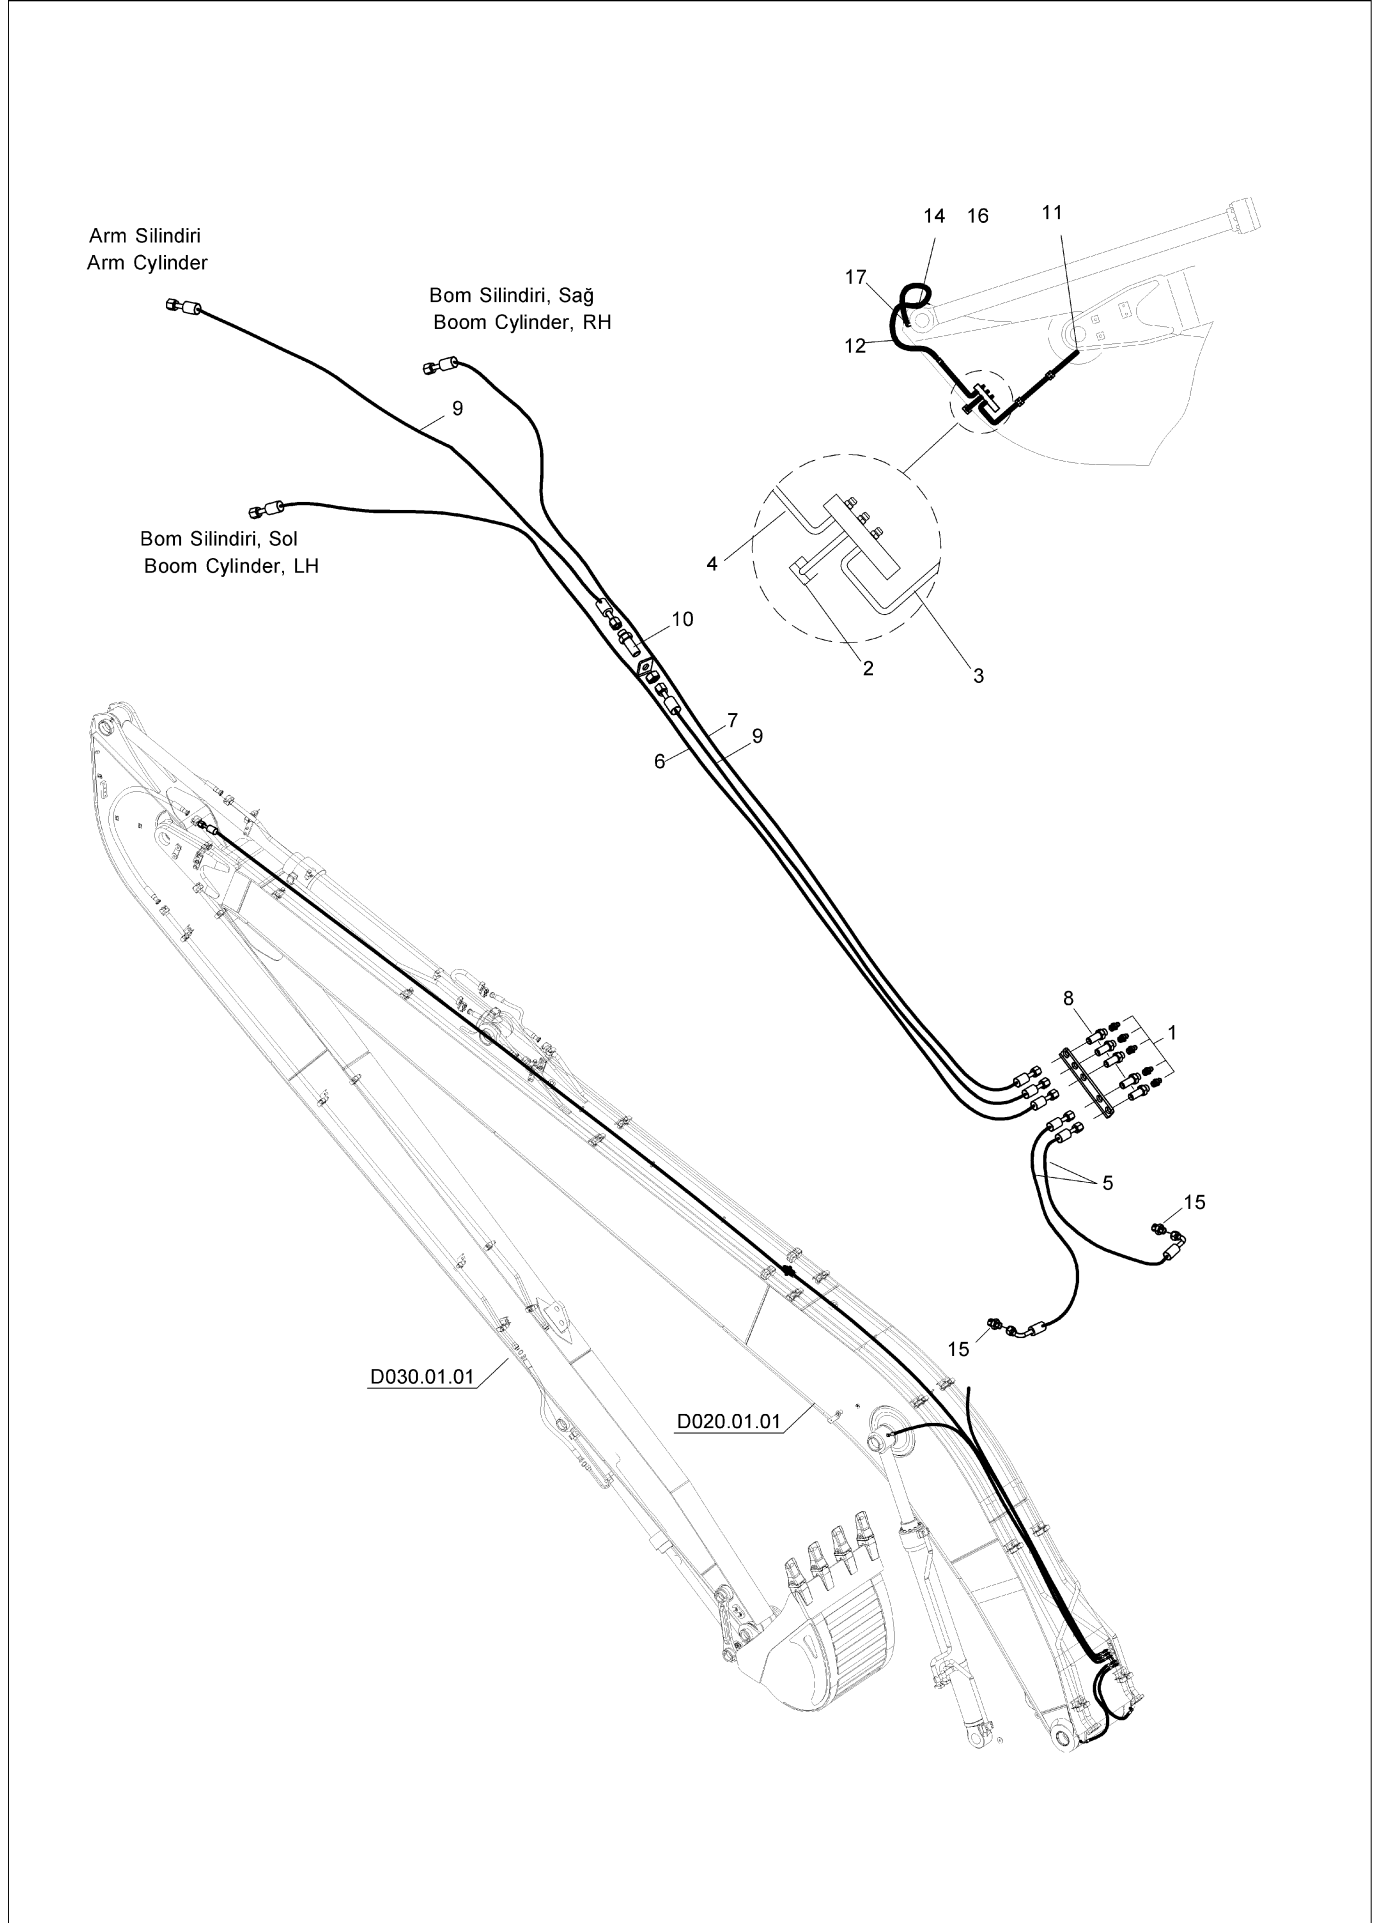 14 16 11
Arm Silindiri
Arm Cylinder
17
Bom Silindiri, Sağ
Boom Cylinder, RH
12
9
Bom Silindiri, Sol
Boom Cylinder, LH
4
10
2
3
7
9
6
8
1
5
15
15
D030.01.01
D020.01.01